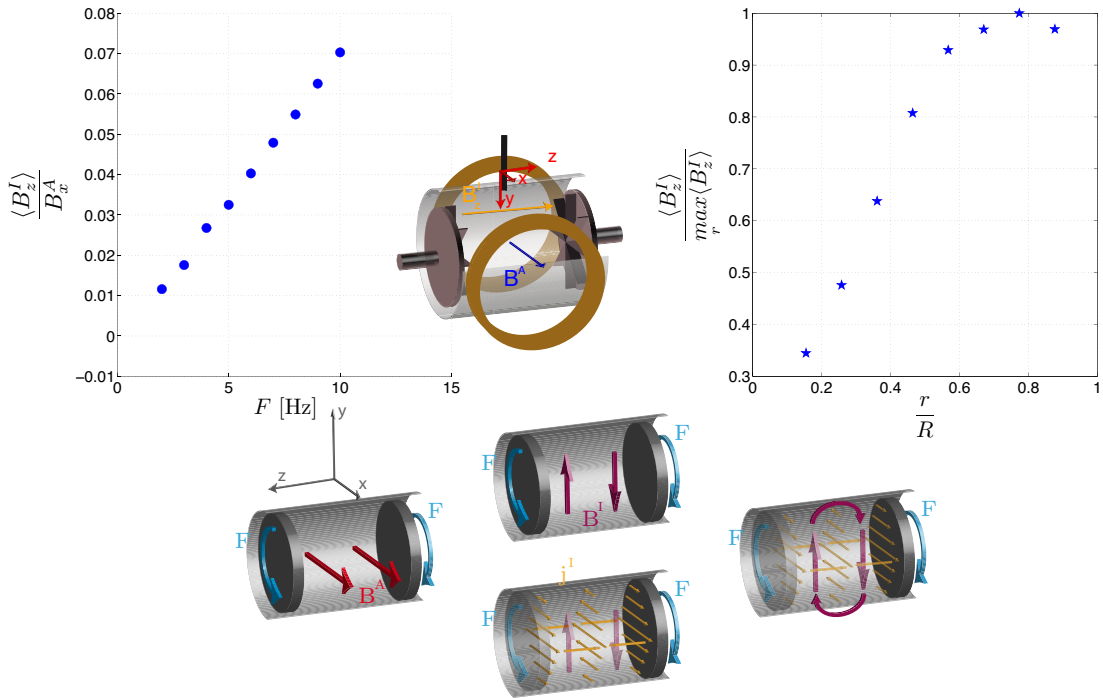 0.08
0.07
0.06
0.05
0.04
0.03
0.02
0.01
0
−0.01
0
5
10
15
⟨B_z^I⟩
B_x^A
F [Hz]
z
x
y
B^I
B^A
1
0.9
0.8
0.7
0.6
0.5
0.4
0.3
0
0.2
0.4
0.6
0.8
1
⟨B_z^I⟩
max_r⟨B_z^I⟩
r
R
y
z
x
F
F
B^A
F
F
B^I
j^I
F
F
F
F